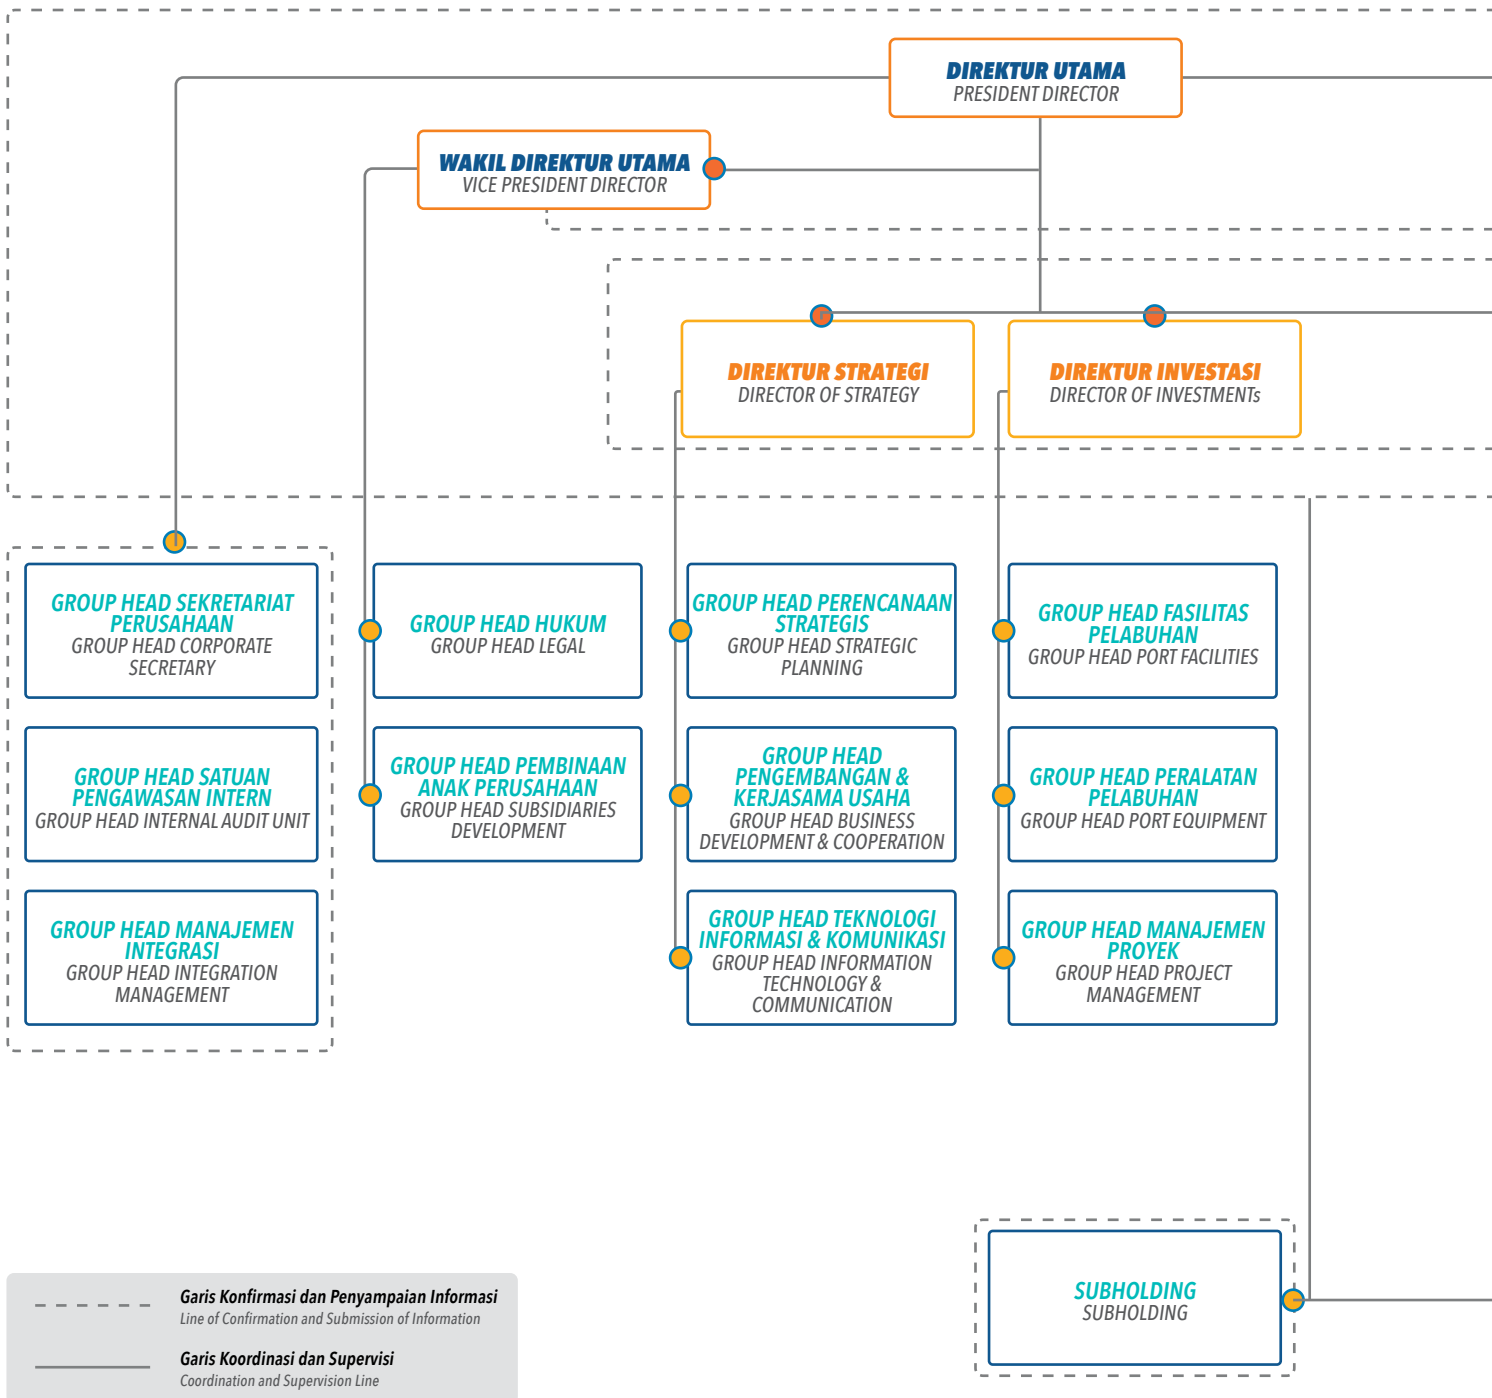 DIREKTUR UTAMA
PRESIDENT DIRECTOR
WAKIL DIREKTUR UTAMA
VICE PRESIDENT DIRECTOR
DIREKTUR STRATEGI
DIRECTOR OF STRATEGY
DIREKTUR INVESTASI
DIRECTOR OF INVESTMENTs
GROUP HEAD SEKRETARIAT
PERUSAHAAN
GROUP HEAD CORPORATE
SECRETARY
GROUP HEAD HUKUM
GROUP HEAD LEGAL
GROUP HEAD PERENCANAAN
STRATEGIS
GROUP HEAD STRATEGIC
PLANNING
GROUP HEAD FASILITAS
PELABUHAN
GROUP HEAD PORT FACILITIES
GROUP HEAD SATUAN
PENGAWASAN INTERN
GROUP HEAD INTERNAL AUDIT UNIT
GROUP HEAD PEMBINAAN
ANAK PERUSAHAAN
GROUP HEAD SUBSIDIARIES
DEVELOPMENT
GROUP HEAD
PENGEMBANGAN &
KERJASAMA USAHA
GROUP HEAD BUSINESS
DEVELOPMENT & COOPERATION
GROUP HEAD PERALATAN
PELABUHAN
GROUP HEAD PORT EQUIPMENT
GROUP HEAD MANAJEMEN
INTEGRASI
GROUP HEAD INTEGRATION
MANAGEMENT
GROUP HEAD TEKNOLOGI
INFORMASI & KOMUNIKASI
GROUP HEAD INFORMATION
TECHNOLOGY &
COMMUNICATION
GROUP HEAD MANAJEMEN
PROYEK
GROUP HEAD PROJECT
MANAGEMENT
SUBHOLDING
SUBHOLDING
Garis Konfirmasi dan Penyampaian Informasi
Line of Confirmation and Submission of Information
Garis Koordinasi dan Supervisi
Coordination and Supervision Line